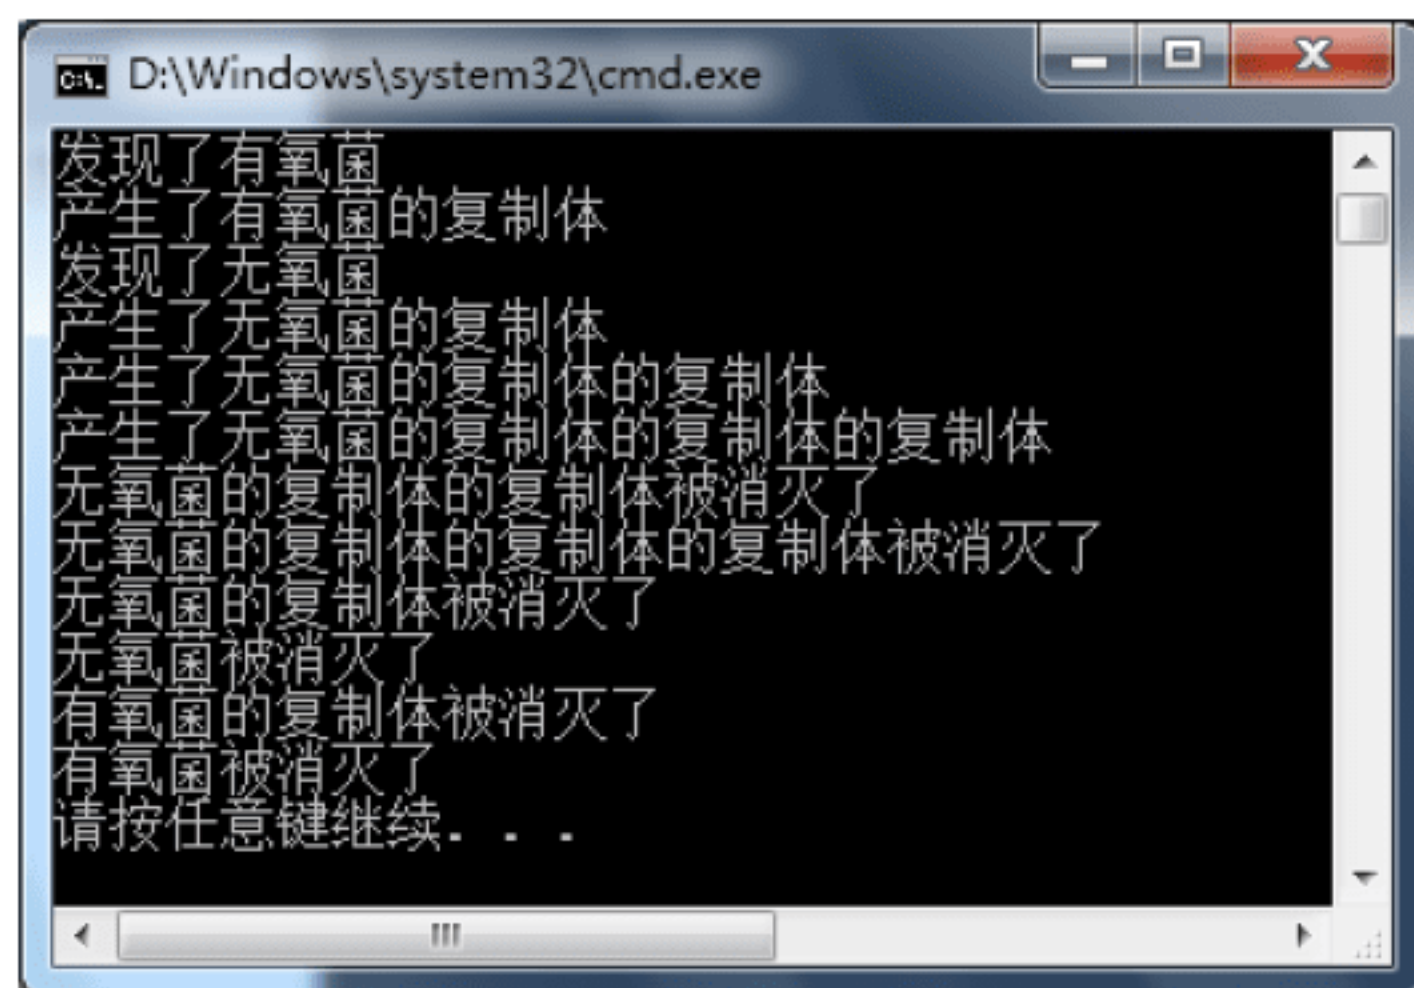 D:\Windows\system32\cmd.exe
发现了有氧菌
产生了有氧菌的复制体
发现了无氧菌
产生了无氧菌的复制体
产生了无氧菌的复制体的复制体
产生了无氧菌的复制体的复制体的复制体
无氧菌的复制体的复制体被消灭了
无氧菌的复制体的复制体的复制体被消灭了
无氧菌的复制体被消灭了
无氧菌被消灭了
有氧菌的复制体被消灭了
有氧菌被消灭了
请按任意键继续. . .